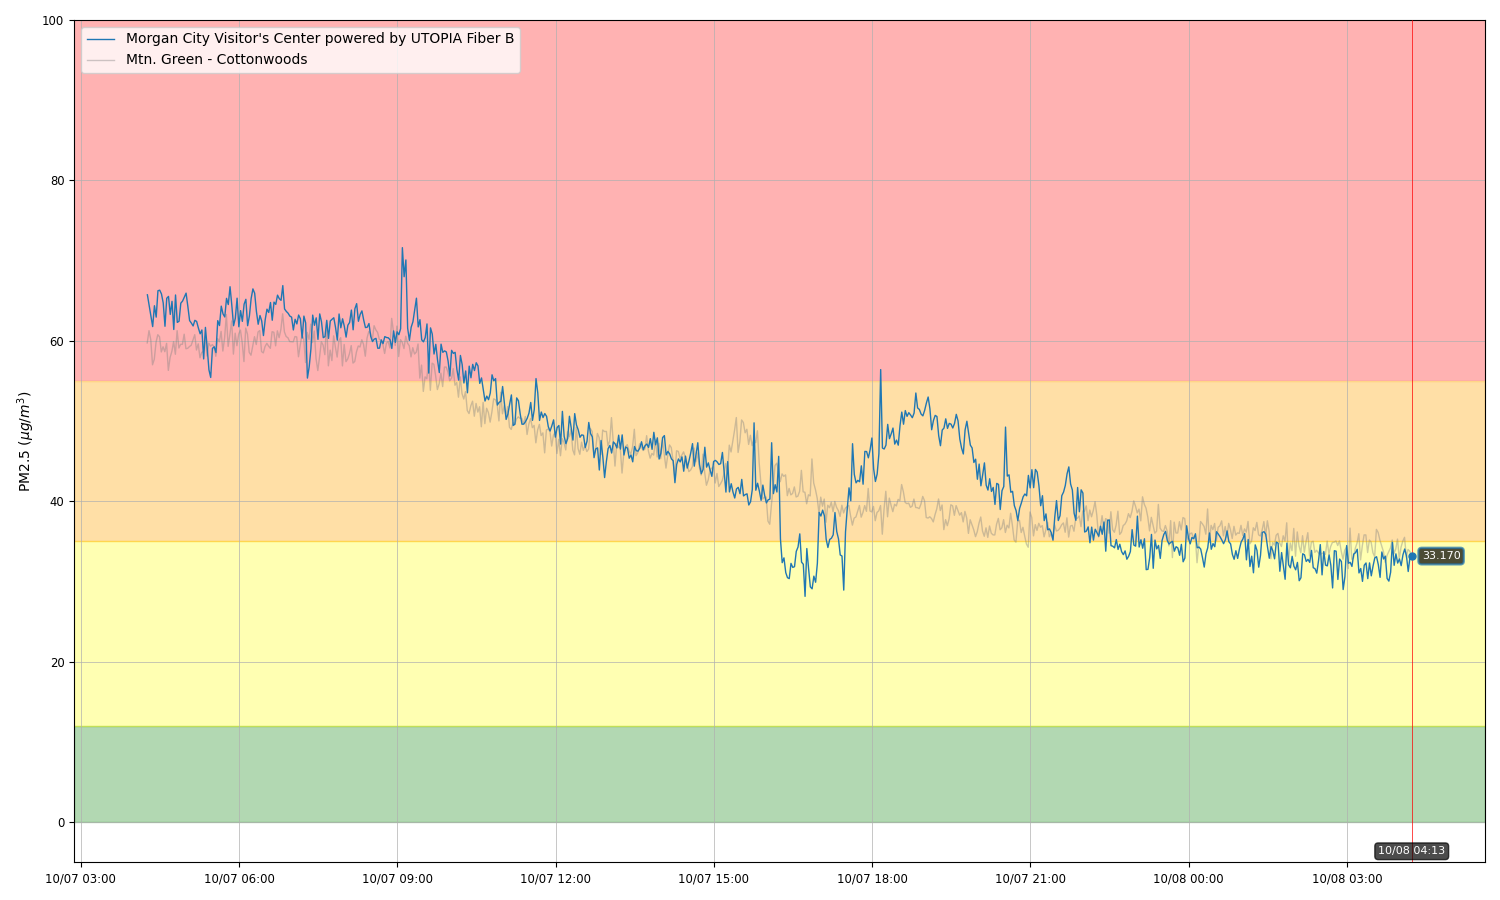 100
Morgan City Visitor's Center powered by UTOPIA Fiber B
Mtn. Green - Cottonwoods
80
60
PM2.5 (μg/m³)
40
33.170
20
0
10/08 04:13
10/07 03:00 10/07 06:00 10/07 09:00 10/07 12:00 10/07 15:00 10/07 18:00 10/07 21:00 10/08 00:00 10/08 03:00